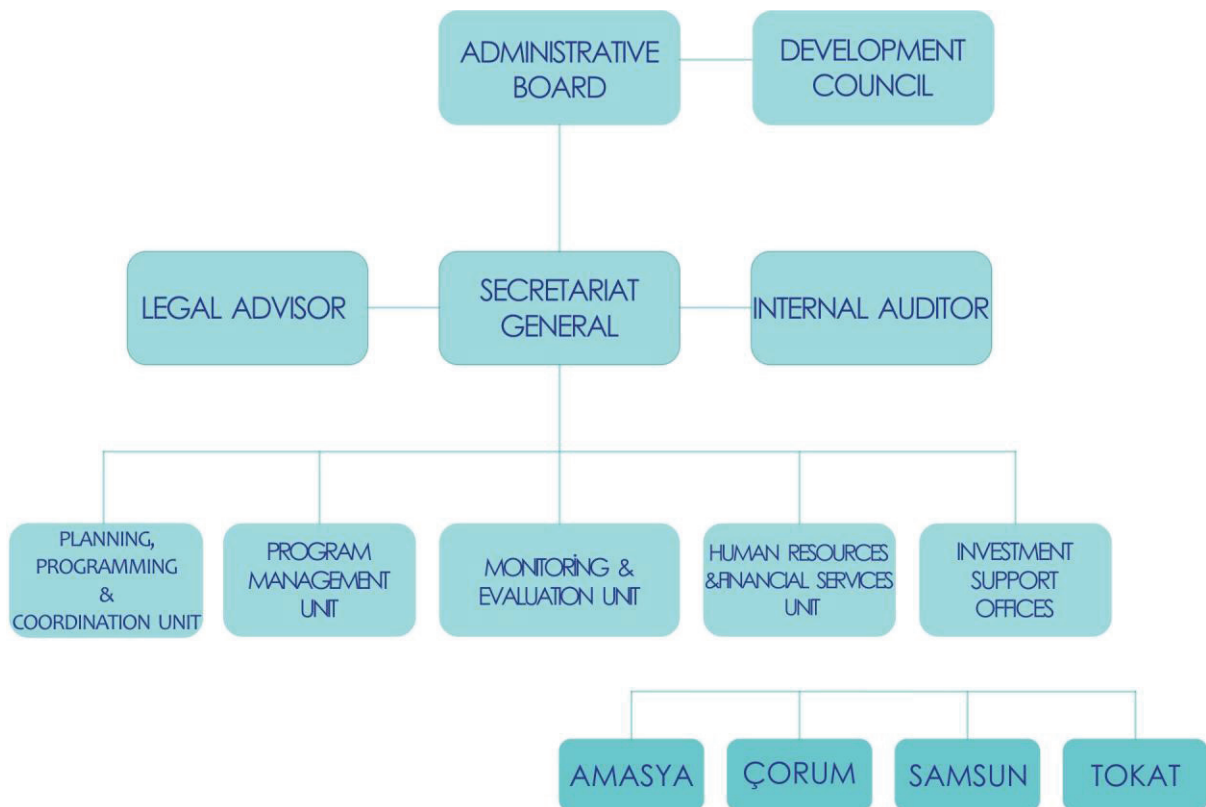 ADMINISTRATIVE
BOARD
DEVELOPMENT
COUNCIL
LEGAL ADVISOR
SECRETARIAT
GENERAL
INTERNAL AUDITOR
PLANNING,
PROGRAMMING
&
COORDINATION UNIT
PROGRAM
MANAGEMENT
UNIT
MONITORİNG &
EVALUATION UNIT
HUMAN RESOURCES
&FINANCIAL SERVICES
UNIT
INVESTMENT
SUPPORT
OFFICES
AMASYA
ÇORUM
SAMSUN
TOKAT